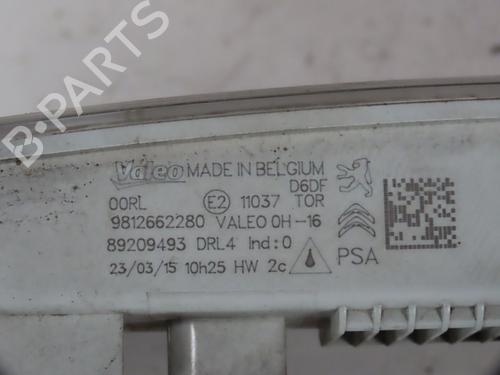 B-PARTS
Valeo MADE IN BELGIUM
D6DF
00RL E2 11037 TOR
9812662280 VALEO 0H-16
89209493 DRL4 Ind:0
23/03/15 10h25 HW 2c PSA